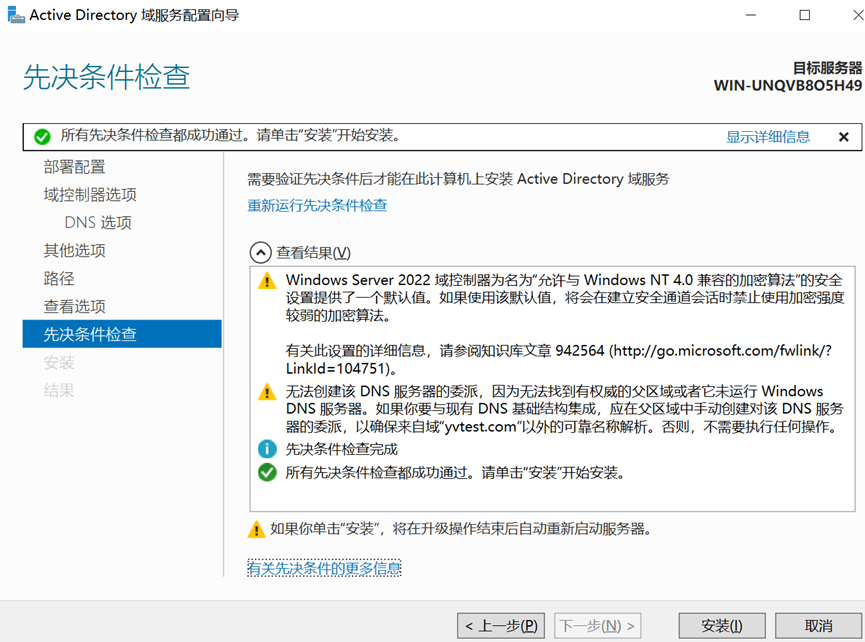 Active Directory 域服务配置向导
先决条件检查
目标服务器
WIN-UNQVB8O5H49
所有先决条件检查都成功通过。请单击“安装”开始安装。
显示详细信息
部署配置
域控制器选项
DNS 选项
其他选项
路径
查看选项
先决条件检查
安装
结果
需要验证先决条件后才能在此计算机上安装 Active Directory 域服务
重新运行先决条件检查
查看结果(V)
Windows Server 2022 域控制器为名为“允许与 Windows NT 4.0 兼容的加密算法”的安全
设置提供了一个默认值。如果使用该默认值，将会在建立安全通道会话时禁止使用加密强度
较弱的加密算法。
有关此设置的详细信息，请参阅知识库文章 942564 (http://go.microsoft.com/fwlink/?
LinkId=104751)。
无法创建该 DNS 服务器的委派，因为无法找到有权威的父区域或者它未运行 Windows
DNS 服务器。如果你要与现有 DNS 基础结构集成，应在父区域中手动创建对该 DNS 服务
器的委派，以确保来自域“yvtest.com”以外的可靠名称解析。否则，不需要执行任何操作。
先决条件检查完成
所有先决条件检查都成功通过。请单击“安装”开始安装。
如果你单击“安装”，将在升级操作结束后自动重新启动服务器。
有关先决条件的更多信息
< 上一步(P)
下一步(N) >
安装(I)
取消